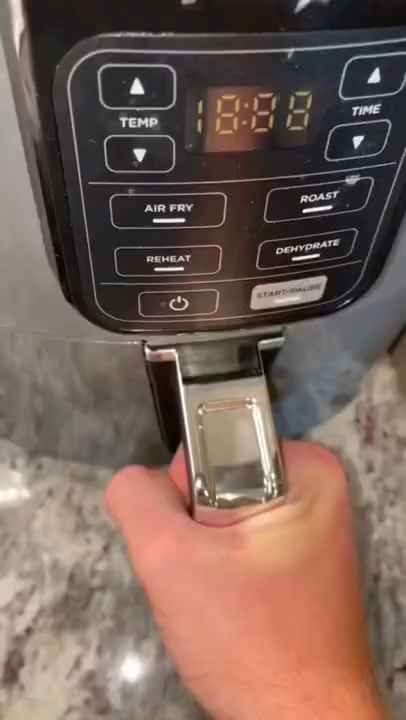 18:88
TEMP
TIME
AIR FRY
ROAST
REHEAT
DEHYDRATE
START/PAUSE